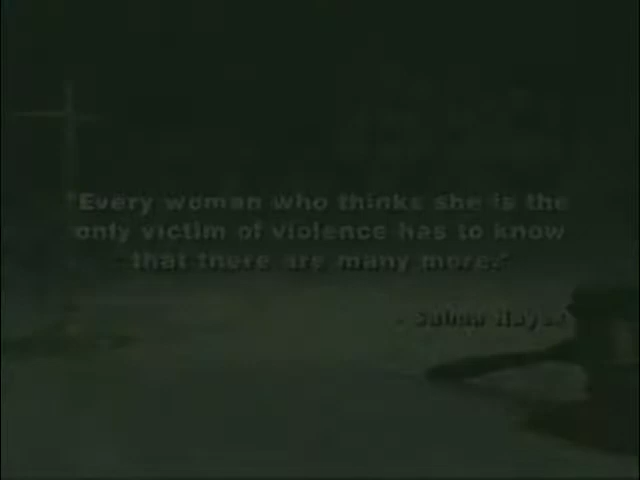 "Every woman who thinks she is the
only victim of violence has to know
that there are many more."
- Salma Hayek